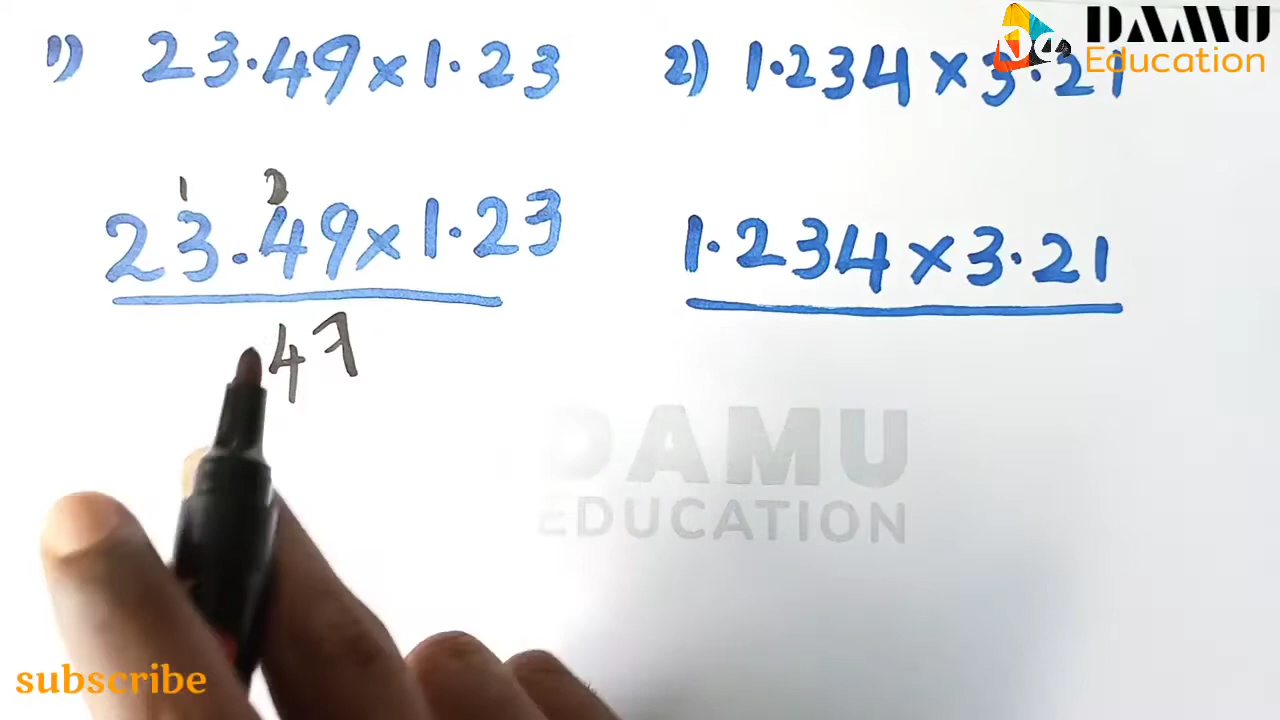 DAMU
Education
1) 23.49×1.23
2) 1.234×3.21
1 2
23.49×1.23
47
1.234×3.21
DAMU
EDUCATION
subscribe